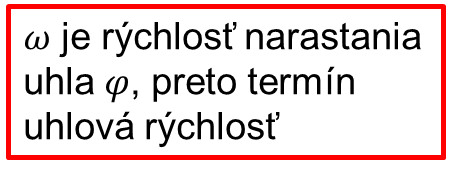 ω je rýchlosť narastania
uhla φ, preto termín
uhlová rýchlosť